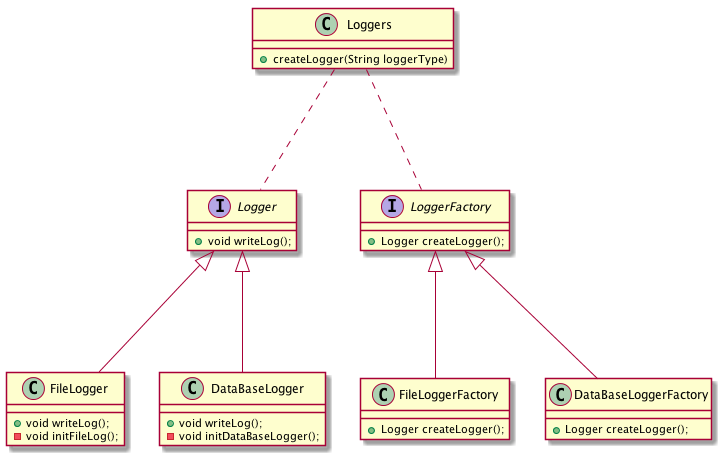 C Loggers
createLogger(String loggerType)
I Logger
void writeLog();
I LoggerFactory
Logger createLogger();
C FileLogger
void writeLog();
void initFileLog();
C DataBaseLogger
void writeLog();
void initDataBaseLogger();
C FileLoggerFactory
Logger createLogger();
C DataBaseLoggerFactory
Logger createLogger();